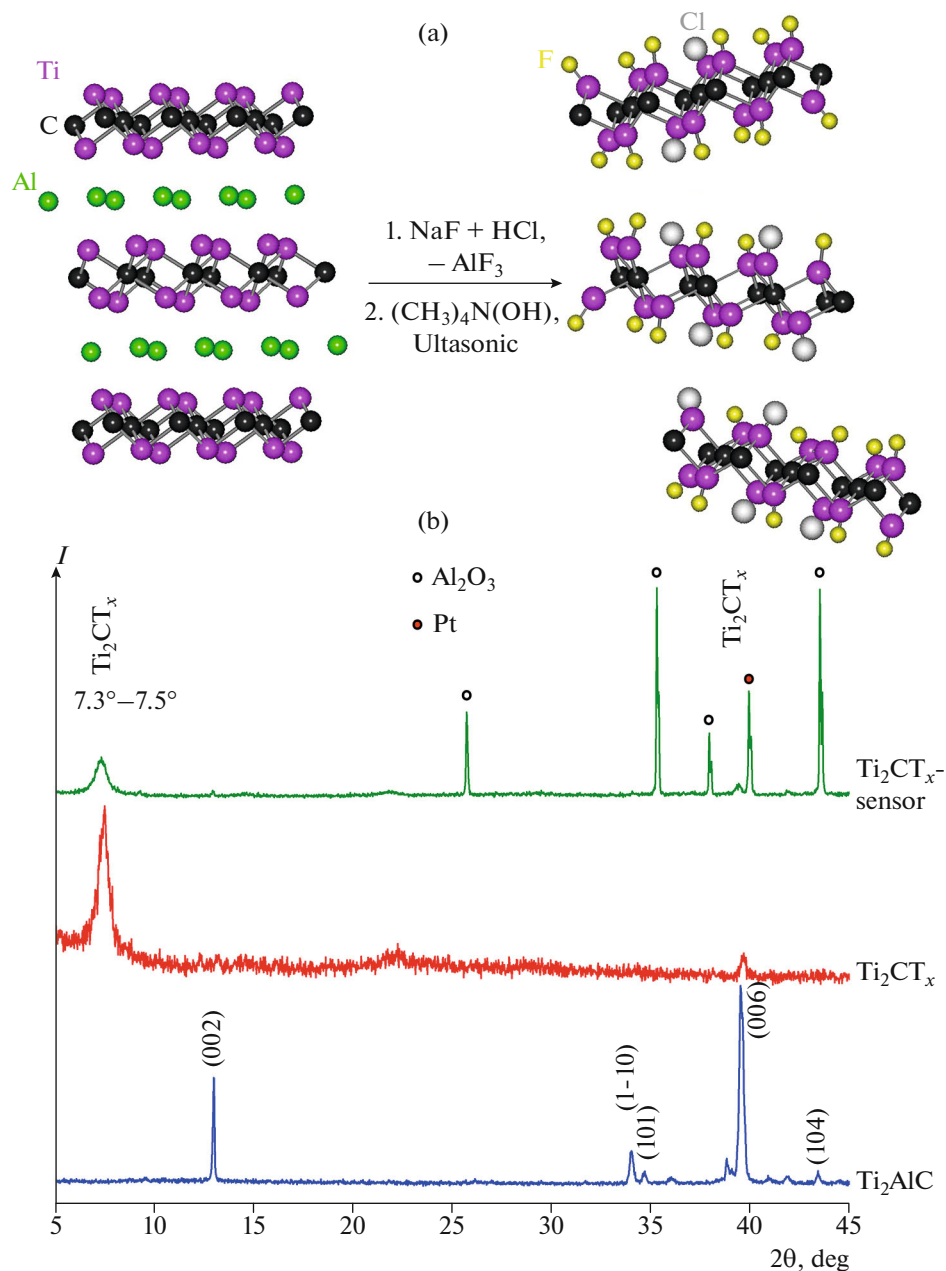 (a)
Ti
C
Al
F
Cl
1. NaF + HCl,
– AlF₃
2. (CH₃)₄N(OH),
Ultasonic
(b)
I
Al₂O₃
Pt
Ti₂CTₓ
7.3°–7.5°
Ti₂CTₓ
Ti₂CTₓ-
sensor
Ti₂CTₓ
(002)
(1-10)
(101)
(006)
(104)
Ti₂AlC
5 10 15 20 25 30 35 40 45
2θ, deg